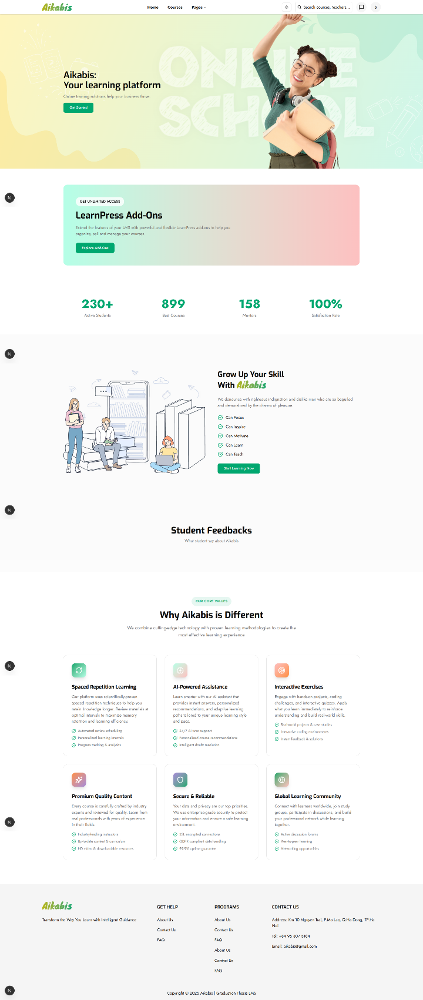 Aikabis
Home Courses Pages
Search courses, teachers...
S
ONLINE
SCHOOL
Aikabis:
Your learning platform
Online training solutions help your business thrive.
Get Started
N
GET UNLIMITED ACCESS
LearnPress Add-Ons
Extend the features of your LMS with powerful and flexible LearnPress add-ons to help you
organize, sell and manage your courses.
Explore Add-Ons
230+ 899 158 100%
Active Students Best Courses Mentors Satisfaction Rate
N
Grow Up Your Skill
With Aikabis
We denounce with righteous indignation and dislike men who are so beguiled
and demoralized by the charms of pleasure.
Can Focus
Can Inspire
Can Motivate
Can Learn
Can Teach
Start Learning Now
N
Student Feedbacks
What student say about Aikabis
OUR CORE VALUES
Why Aikabis is Different
We combine cutting-edge technology with proven learning methodologies to create the
most effective learning experience
N
Spaced Repetition Learning
Our platform uses scientifically-proven
spaced repetition techniques to help you
retain knowledge longer. Review materials at
optimal intervals to maximize memory
retention and learning efficiency.
Automated review scheduling
Personalized learning intervals
Progress tracking & analytics
AI-Powered Assistance
Learn smarter with our AI assistant that
provides instant answers, personalized
recommendations, and adaptive learning
paths tailored to your unique learning style
and pace.
24/7 AI tutor support
Personalized course recommendations
Intelligent doubt resolution
Interactive Exercises
Engage with hands-on projects, coding
challenges, and interactive quizzes. Apply
what you learn immediately to reinforce
understanding and build real-world skills.
Real-world projects & case studies
Interactive coding environments
Instant feedback & solutions
N
Premium Quality Content
Every course is carefully crafted by industry
experts and reviewed for quality. Learn from
real professionals with years of experience
in their fields.
Industry-leading instructors
Up-to-date content & curriculum
HD video & downloadable resources
Secure & Reliable
Your data and privacy are our top priorities.
We use enterprise-grade security to protect
your information and ensure a safe learning
environment.
SSL encrypted connections
GDPR compliant data handling
99.9% uptime guarantee
Global Learning Community
Connect with learners worldwide, join study
groups, participate in discussions, and build
your professional network while learning
together.
Active discussion forums
Peer-to-peer learning
Networking opportunities
Aikabis
Transform the Way You Learn with Intelligent Guidance
GET HELP
About Us
Contact Us
FAQ
PROGRAMS
About Us
Contact Us
FAQ
About Us
Contact Us
FAQ
CONTACT US
Address: Km 10 Nguyen Trai, P.Mo Lao, Q.Ha Dong, TP.Ha
Noi
Tel: +84 96 307 5184
Email: aikabis@gmail.com
N
Copyright © 2025 Aikabis | Graduation Thesis LMS